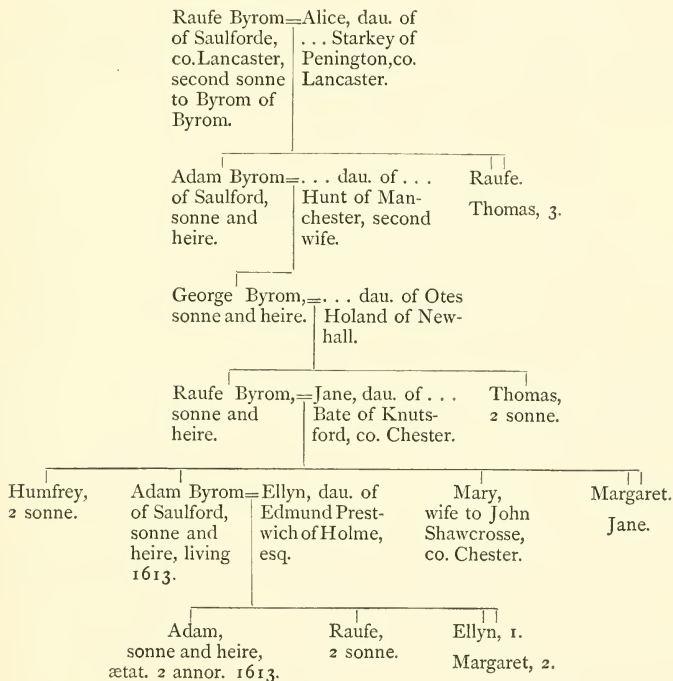 Raufe Byrom=Alice, dau. of
of Saulforde,
co. Lancaster,
second sonne
to Byrom of
Byrom.
. . . Starkey of
Penington, co.
Lancaster.
Adam Byrom=. . . dau. of . . .
of Saulford,
sonne and
heire.
Hunt of Man-
chester, second
wife.
Raufe.
Thomas, 3.
George Byrom,=. . . dau. of Otes
sonne and heire.
Holand of New-
hall.
Raufe Byrom,=Jane, dau. of . . .
sonne and
heire.
Bate of Knuts-
ford, co. Chester.
Thomas,
2 sonne.
Humfrey,
2 sonne.
Adam Byrom=Ellyn, dau. of
of Saulford,
sonne and
heire, living
1613.
Edmund Prest-
wich of Holme,
esq.
Mary,
wife to John
Shawcrosse,
co. Chester.
Margaret.
Jane.
Adam,
sonne and heire,
ætat. 2 annor. 1613.
Raufe,
2 sonne.
Ellyn, 1.
Margaret, 2.